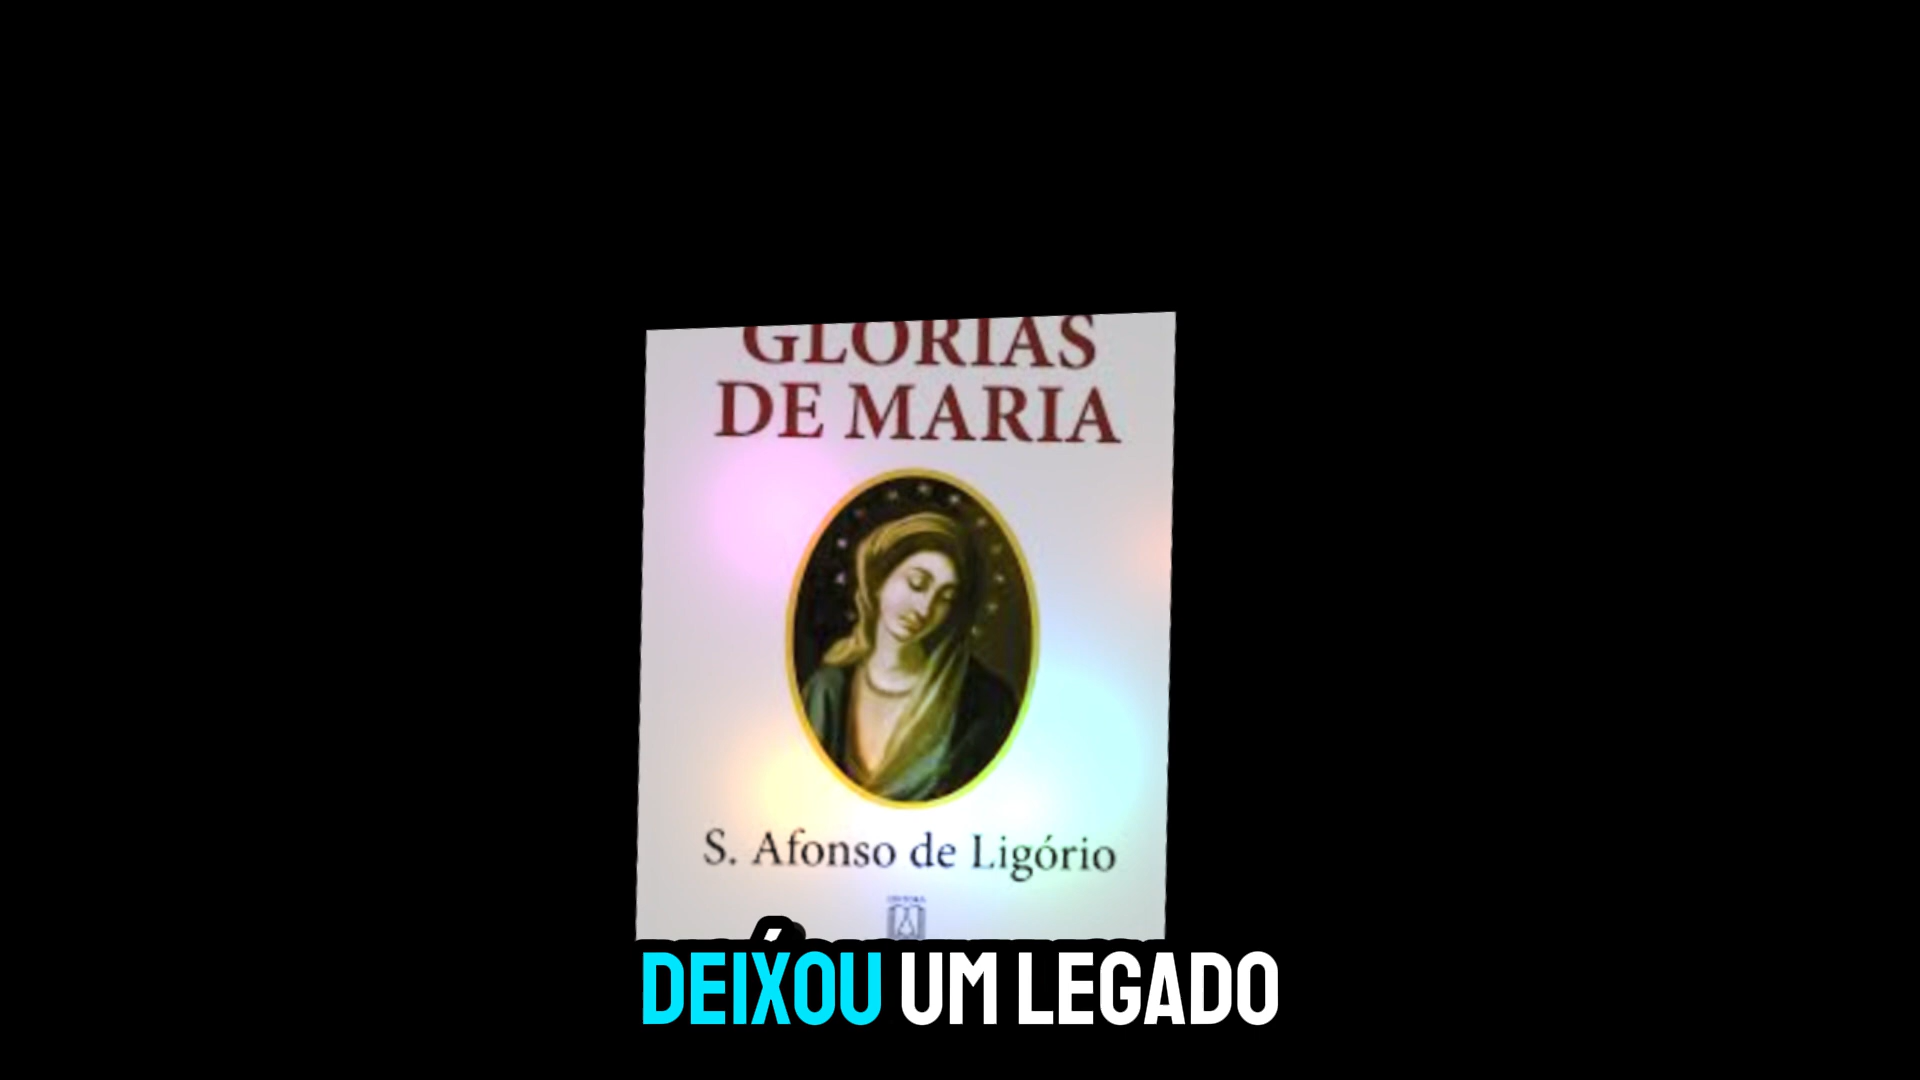 GLÓRIAS
DE MARIA
S. Afonso de Ligório
DEIXOU UM LEGADO